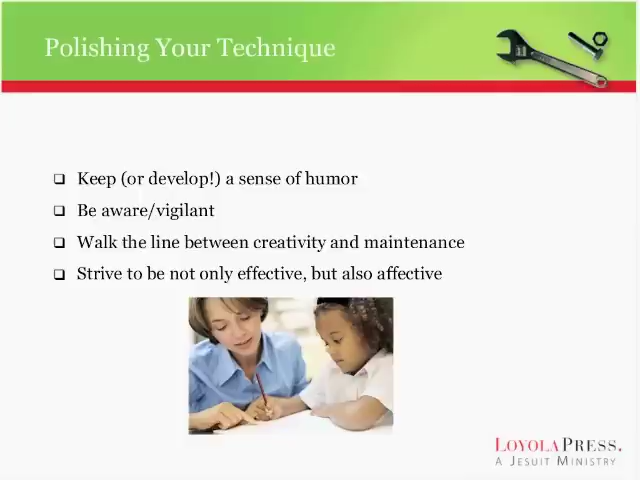 Polishing Your Technique
Keep (or develop!) a sense of humor
Be aware/vigilant
Walk the line between creativity and maintenance
Strive to be not only effective, but also affective
LOYOLAPRESS.
A JESUIT MINISTRY